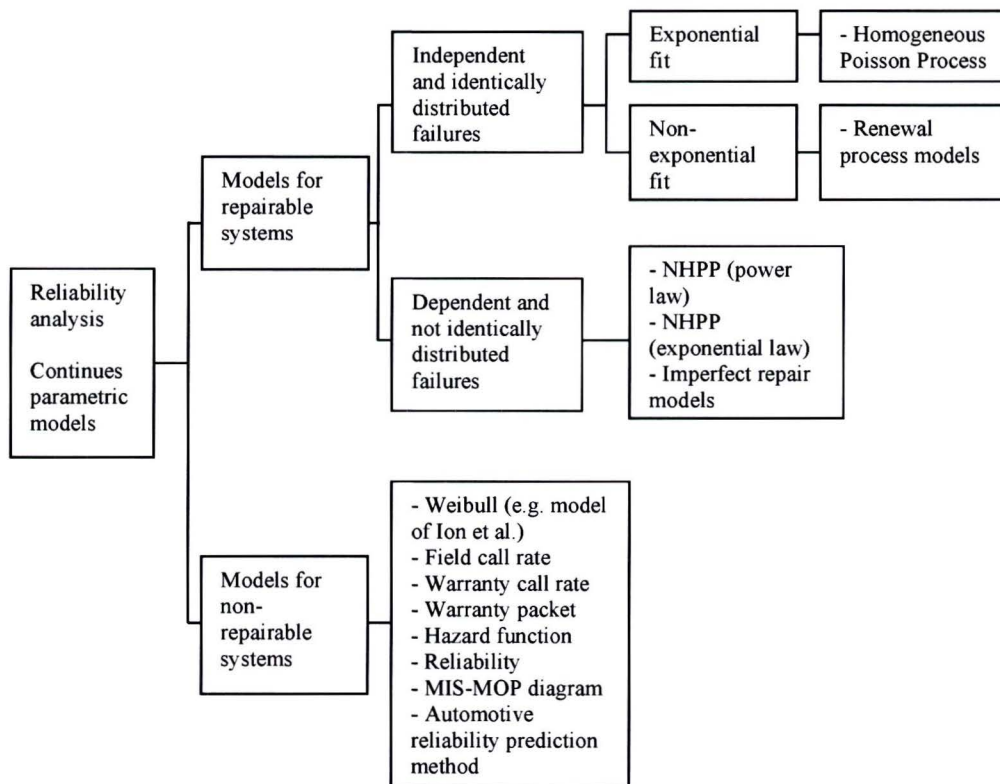 Reliability
analysis
Continues
parametric
models
Models for
repairable
systems
Independent
and identically
distributed
failures
Exponential
fit
- Homogeneous
Poisson Process
Non-
exponential
fit
- Renewal
process models
Dependent and
not identically
distributed
failures
- NHPP (power
law)
- NHPP
(exponential law)
- Imperfect repair
models
Models for
non-
repairable
systems
- Weibull (e.g. model
of Ion et al.)
- Field call rate
- Warranty call rate
- Warranty packet
- Hazard function
- Reliability
- MIS-MOP diagram
- Automotive
reliability prediction
method